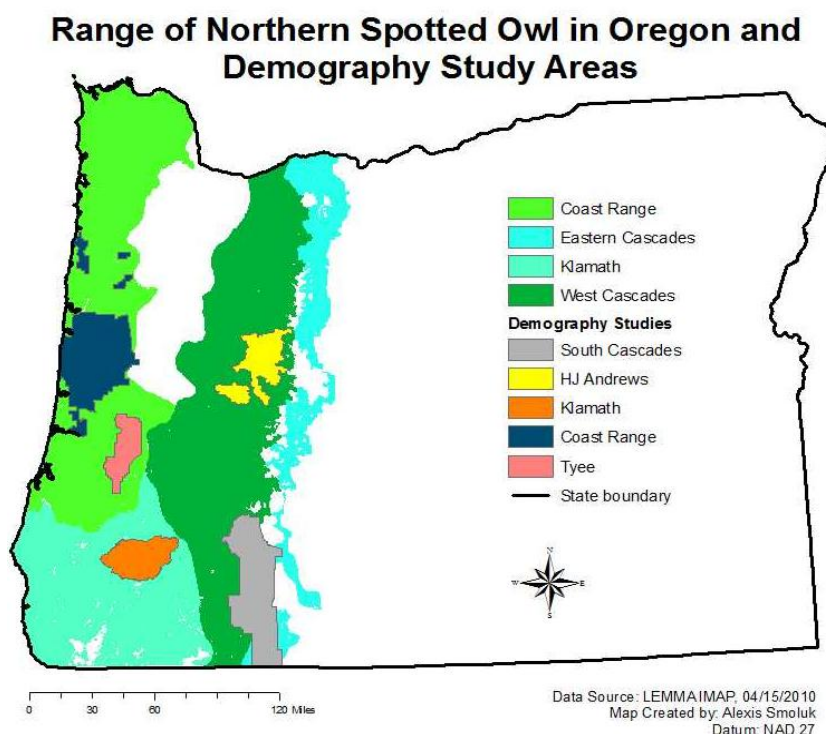 Range of Northern Spotted Owl in Oregon and
Demography Study Areas
Coast Range
Eastern Cascades
Klamath
West Cascades
Demography Studies
South Cascades
HJ Andrews
Klamath
Coast Range
Tyee
State boundary
N
W E
S
0 30 60 120 Miles
Data Source: LEMMA IMAP, 04/15/2010
Map Created by: Alexis Smoluk
Datum: NAD 27